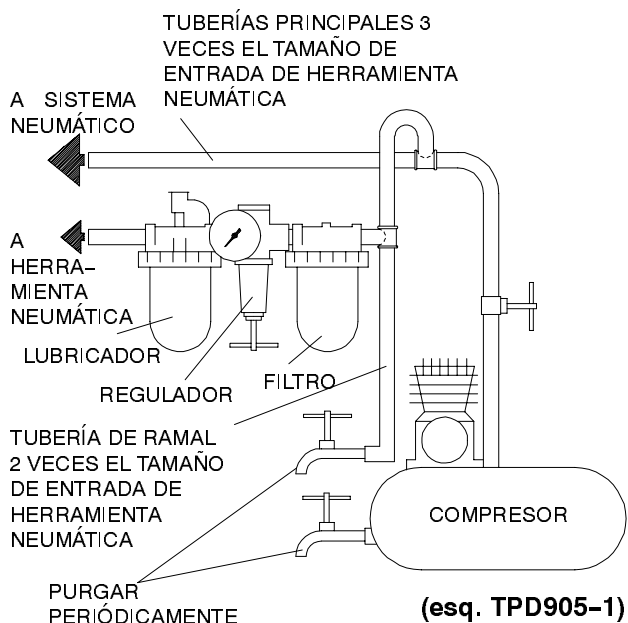 TUBERÍAS PRINCIPALES 3
VECES EL TAMAÑO DE
ENTRADA DE HERRAMIENTA
NEUMÁTICA
A SISTEMA
NEUMÁTICO
A
HERRA–
MIENTA
NEUMÁTICA
LUBRICADOR
REGULADOR
FILTRO
TUBERÍA DE RAMAL
2 VECES EL TAMAÑO
DE ENTRADA DE
HERRAMIENTA
NEUMÁTICA
COMPRESOR
PURGAR
PERIÓDICAMENTE
(esq. TPD905–1)